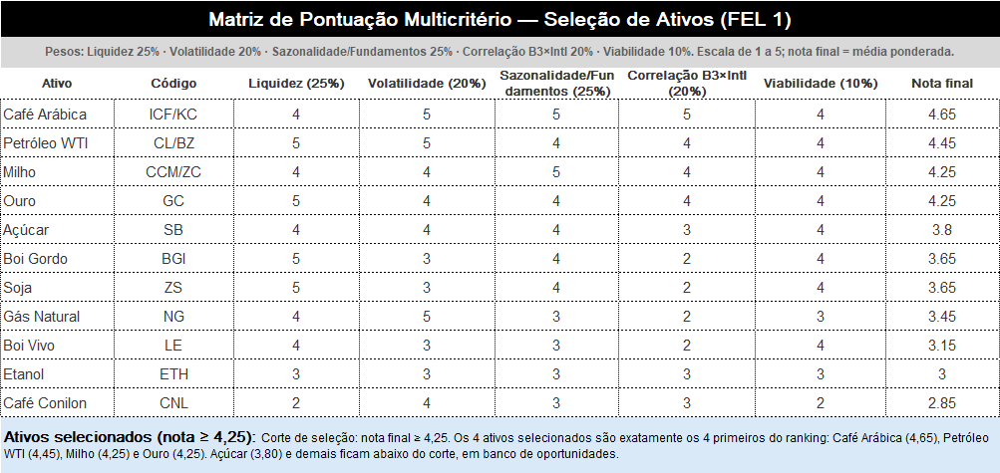 Matriz de Pontuação Multicritério — Seleção de Ativos (FEL 1)
Pesos: Liquidez 25% · Volatilidade 20% · Sazonalidade/Fundamentos 25% · Correlação B3×Intl 20% · Viabilidade 10%. Escala de 1 a 5; nota final = média ponderada.
Ativo Código Liquidez (25%) Volatilidade (20%) Sazonalidade/Fun damentos (25%) Correlação B3×Intl (20%) Viabilidade (10%) Nota final
Café Arábica ICF/KC 4 5 5 5 4 4.65
Petróleo WTI CL/BZ 5 5 4 4 4 4.45
Milho CCM/ZC 4 4 5 4 4 4.25
Ouro GC 5 4 4 4 4 4.25
Açúcar SB 4 4 4 3 4 3.8
Boi Gordo BGI 5 3 4 2 4 3.65
Soja ZS 5 3 4 2 4 3.65
Gás Natural NG 4 5 3 2 3 3.45
Boi Vivo LE 4 3 3 2 4 3.15
Etanol ETH 3 3 3 3 3 3
Café Conilon CNL 2 4 3 3 2 2.85
Ativos selecionados (nota ≥ 4,25): Corte de seleção: nota final ≥ 4,25. Os 4 ativos selecionados são exatamente os 4 primeiros do ranking: Café Arábica (4,65), Petróleo
WTI (4,45), Milho (4,25) e Ouro (4,25). Açúcar (3,80) e demais ficam abaixo do corte, em banco de oportunidades.